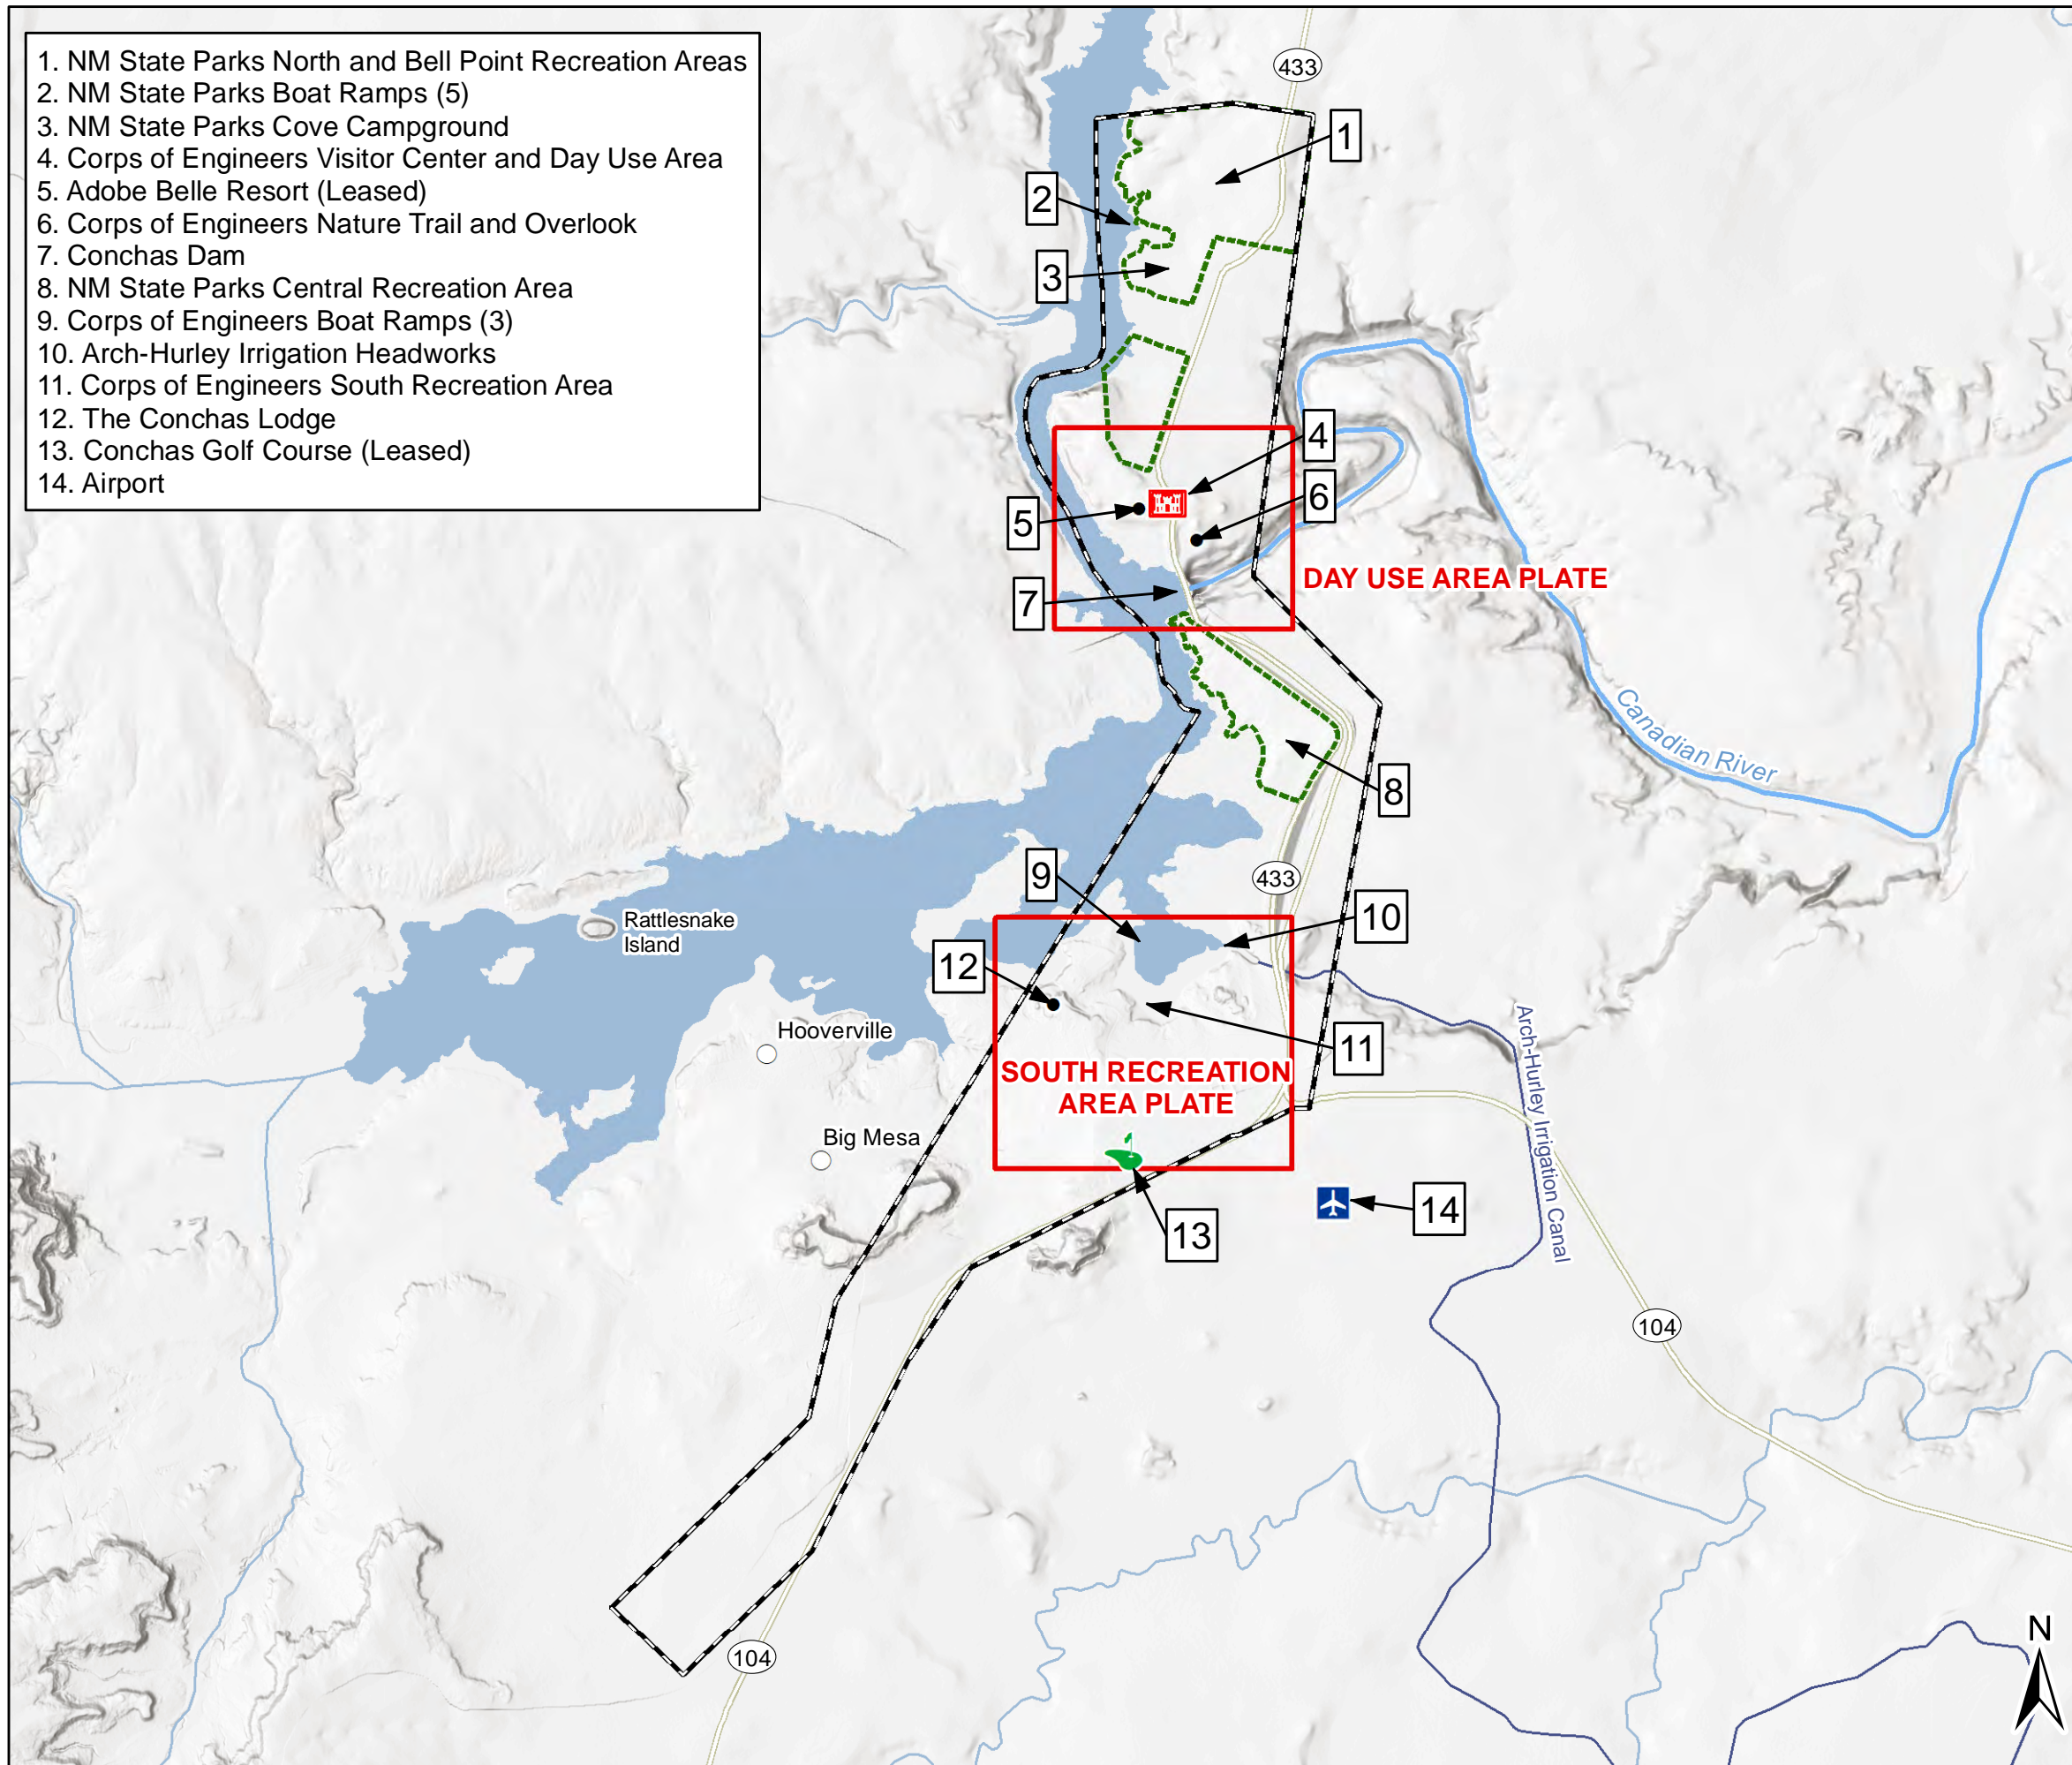 1. NM State Parks North and Bell Point Recreation Areas
2. NM State Parks Boat Ramps (5)
3. NM State Parks Cove Campground
4. Corps of Engineers Visitor Center and Day Use Area
5. Adobe Belle Resort (Leased)
6. Corps of Engineers Nature Trail and Overlook
7. Conchas Dam
8. NM State Parks Central Recreation Area
9. Corps of Engineers Boat Ramps (3)
10. Arch-Hurley Irrigation Headworks
11. Corps of Engineers South Recreation Area
12. The Conchas Lodge
13. Conchas Golf Course (Leased)
14. Airport
433
1
2
3
4
6
5
DAY USE AREA PLATE
7
Canadian River
8
9
433
10
Rattlesnake
Island
12
Hooverville
11
Arch-Hurley Irrigation Canal
SOUTH RECREATION
AREA PLATE
Big Mesa
14
13
104
N
104